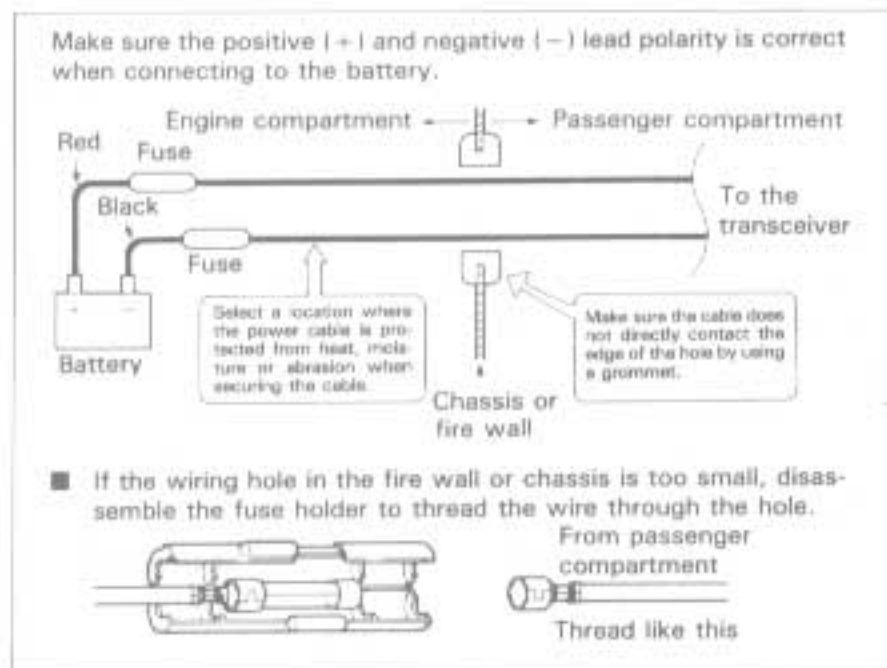 Make sure the positive (+) and negative (−) lead polarity is correct
when connecting to the battery.
Engine compartment
Passenger compartment
Red
Fuse
Black
To the
transceiver
Fuse
Select a location where
the power cable is pro-
tected from heat, mois-
ture or abrasion when
securing the cable.
Make sure the cable does
not directly contact the
edge of the hole by using
a grommet.
Battery
Chassis or
fire wall
■ If the wiring hole in the fire wall or chassis is too small, disas-
semble the fuse holder to thread the wire through the hole.
From passenger
compartment
Thread like this